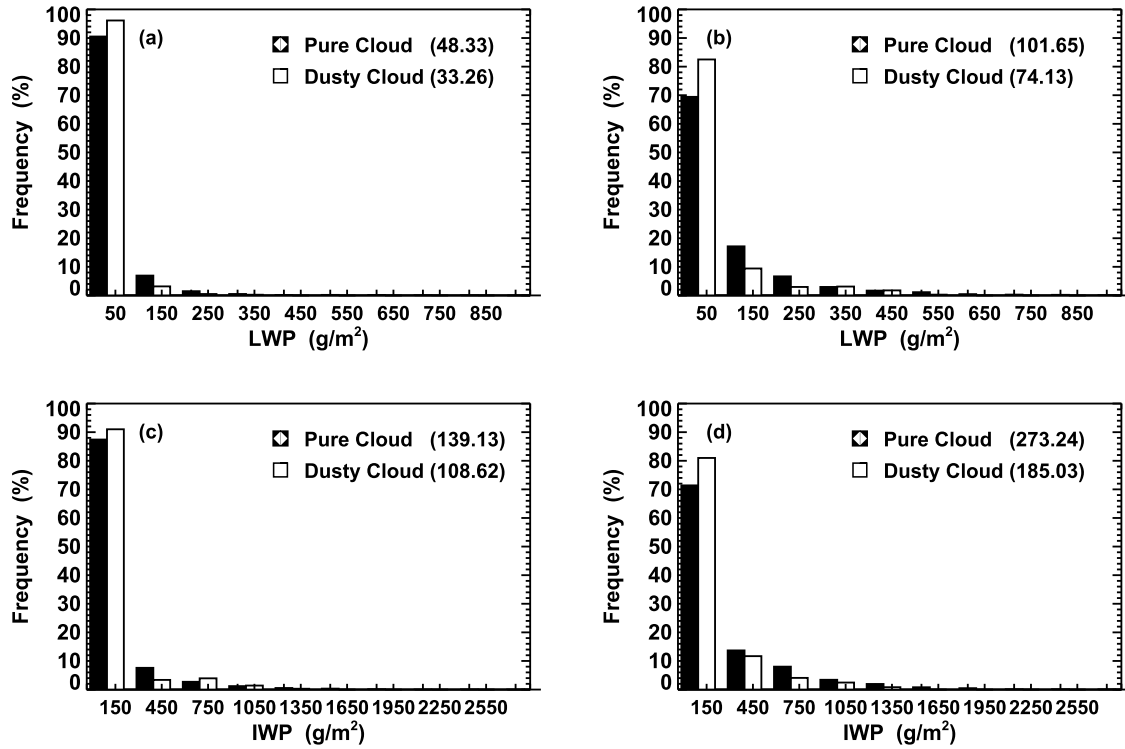 (a)
Pure Cloud (48.33)
Dusty Cloud (33.26)
Frequency (%)
100
90
80
70
60
50
40
30
20
10
0
50 150 250 350 450 550 650 750 850
LWP (g/m²)
(b)
Pure Cloud (101.65)
Dusty Cloud (74.13)
Frequency (%)
100
90
80
70
60
50
40
30
20
10
0
50 150 250 350 450 550 650 750 850
LWP (g/m²)
(c)
Pure Cloud (139.13)
Dusty Cloud (108.62)
Frequency (%)
100
90
80
70
60
50
40
30
20
10
0
150 450 750 1050 1350 1650 1950 2250 2550
IWP (g/m²)
(d)
Pure Cloud (273.24)
Dusty Cloud (185.03)
Frequency (%)
100
90
80
70
60
50
40
30
20
10
0
150 450 750 1050 1350 1650 1950 2250 2550
IWP (g/m²)